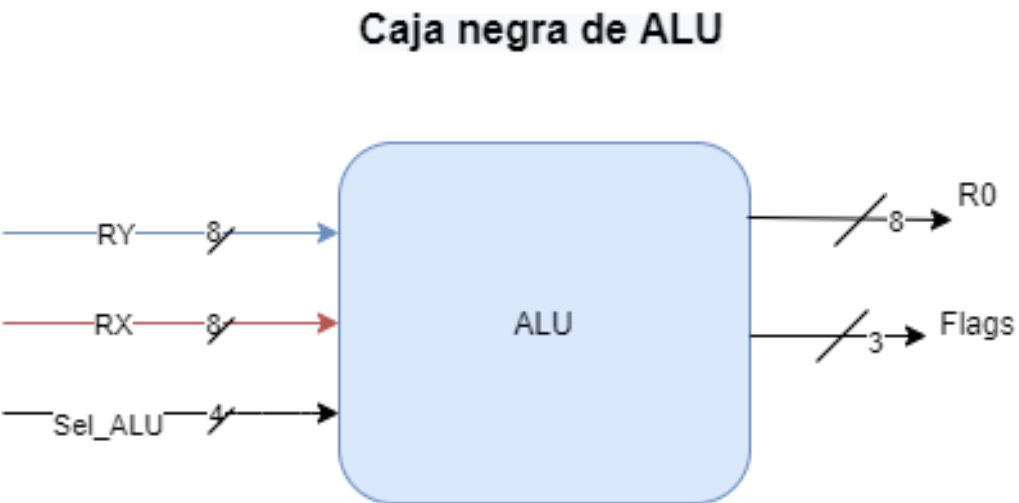 Caja negra de ALU
RY 8
RX 8
Sel_ALU 4
ALU
8 R0
3 Flags